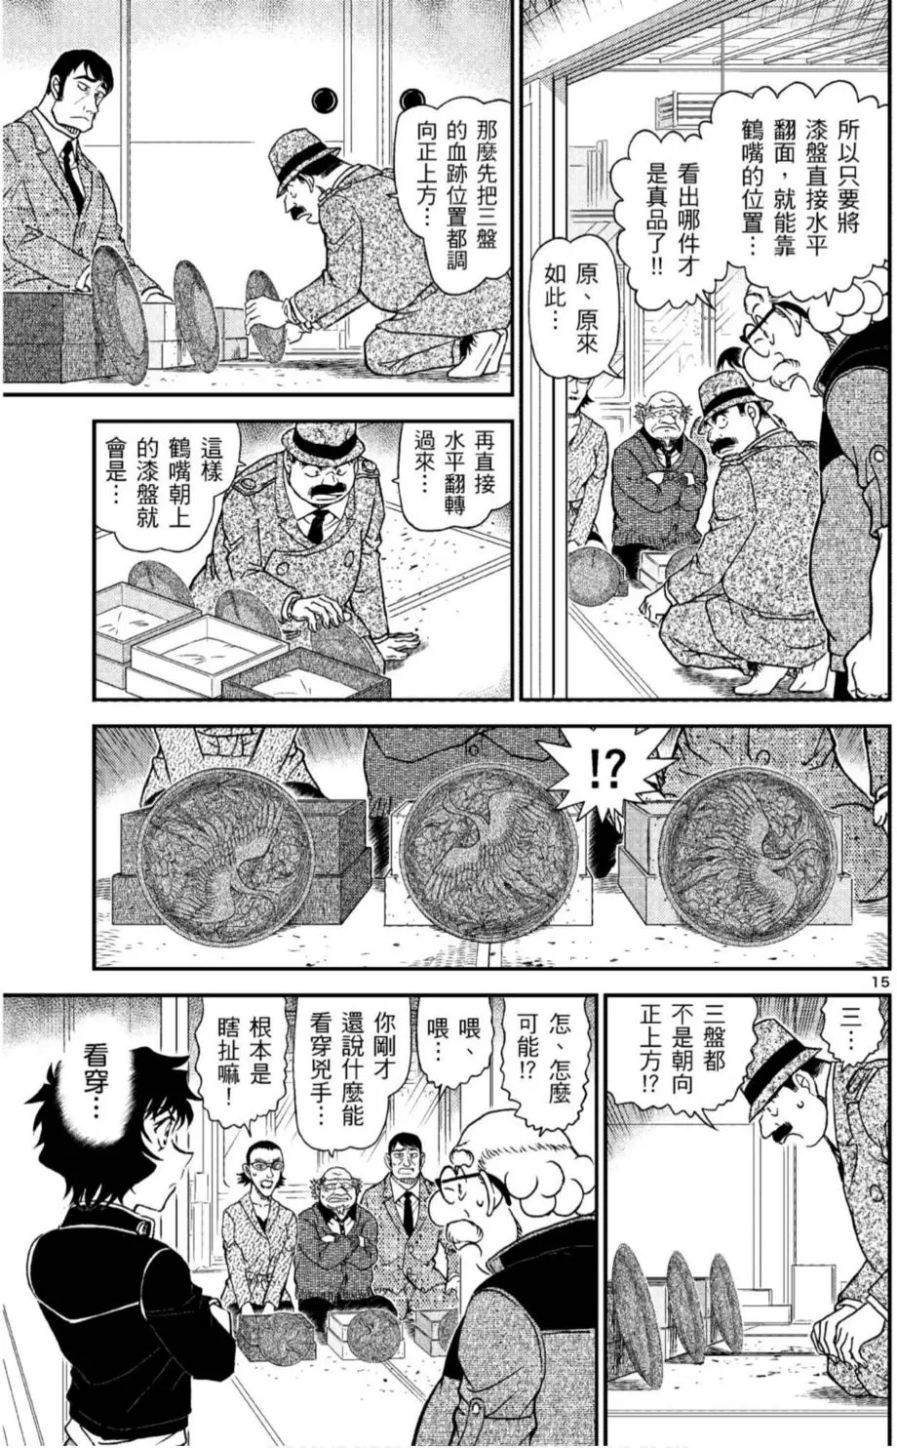 所以只要將
漆盤直接水平
翻面，就能靠
鶴嘴的位置…
看出哪件才
是真品了!!
原、原來
如此…
那麼先把三盤
的血跡位置都調
向正上方…
再直接
水平翻轉
過來…
這樣
鶴嘴朝上
的漆盤就
會是…
!?
15
三…
三盤都
不是朝向
正上方!?
怎、怎麼
可能!?
喂、
喂…
你剛才
還說什麼能
看穿兇手…
根本是
瞎扯嘛！
看穿…